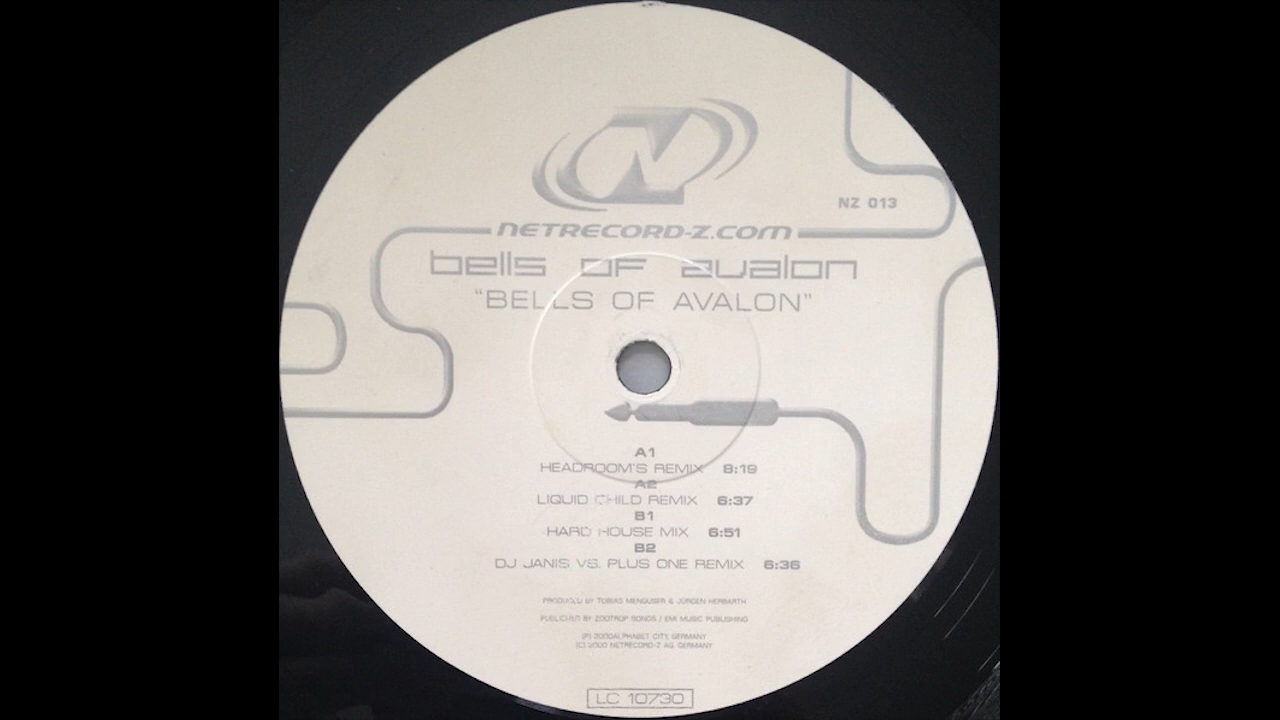 NZ 013
NETRECORD-Z.COM
bells of avalon
"BELLS OF AVALON"
A1
HEADROOM'S REMIX 8:19
A2
LIQUID CHILD REMIX 6:37
B1
HARD HOUSE MIX 6:51
B2
DJ JANIS VS. PLUS ONE REMIX 6:36
PRODUCED BY TOBIAS MENGUSER & JÜRGEN HERBARTH
PUBLISHED BY ZOOTROP SONGS / EMI MUSIC PUBLISHING
(P) 2000ALPHABET CITY, GERMANY
(C) 2000 NETRECORD-Z AG, GERMANY
LC 10730